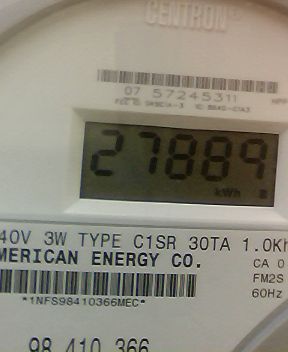 CENTRON®
07 57245311
27889
kWh
40V 3W TYPE C1SR 30TA 1.0Kh
MERICAN ENERGY CO.
CA 0
FM2S
60Hz
*1NFS98410366MEC*
98 410 366